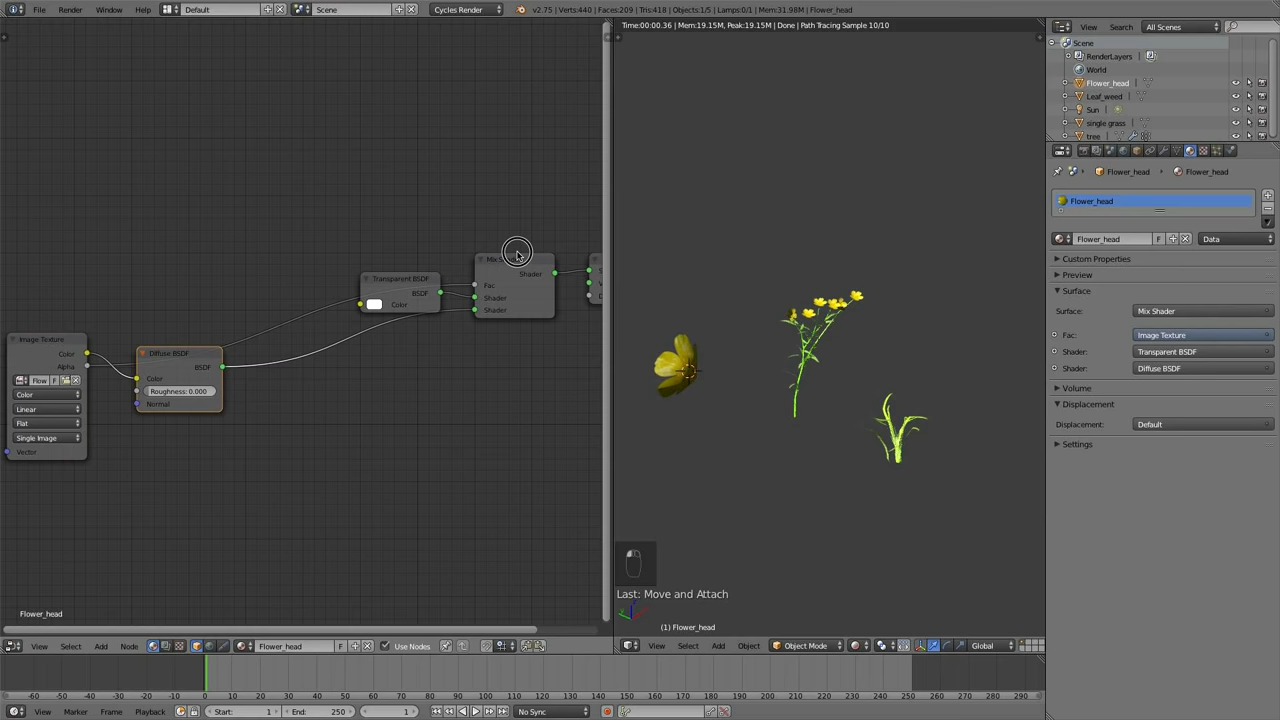 File Render Window Help Default Scene Cycles Render v2.75 | Verts:440 | Faces:209 | Tris:418 | Objects:1/5 | Lamps:0/1 | Mem:31.98M | Flower_head
Time:00:00.36 | Mem:19.15M, Peak:19.15M | Done | Path Tracing Sample 10/10
View Search All Scenes
Scene
RenderLayers
World
Flower_head
Leaf_weed
Sun
single grass
tree
Flower_head Flower_head
Flower_head
Flower_head F Data
Custom Properties
Preview
Surface
Surface: Mix Shader
Fac: Image Texture
Shader: Transparent BSDF
Shader: Diffuse BSDF
Volume
Displacement
Displacement: Default
Settings
Image Texture
Color
Alpha
Flow F
Color
Linear
Flat
Single Image
Vector
Diffuse BSDF
BSDF
Color
Roughness: 0.000
Normal
Transparent BSDF
BSDF
Color
Shader
Fac
Shader
Shader
Flower_head
Last: Move and Attach
(1) Flower_head
View Select Add Node Flower_head F Use Nodes
View Select Add Object Object Mode Global
-60 -50 -40 -30 -20 -10 0 10 20 30 40 50 60 70 80 90 100 110 120 130 140 150 160 170 180 190 200 210 220 230 240 250 260 270 280 290
View Marker Frame Playback Start: 1 End: 250 1 No Sync